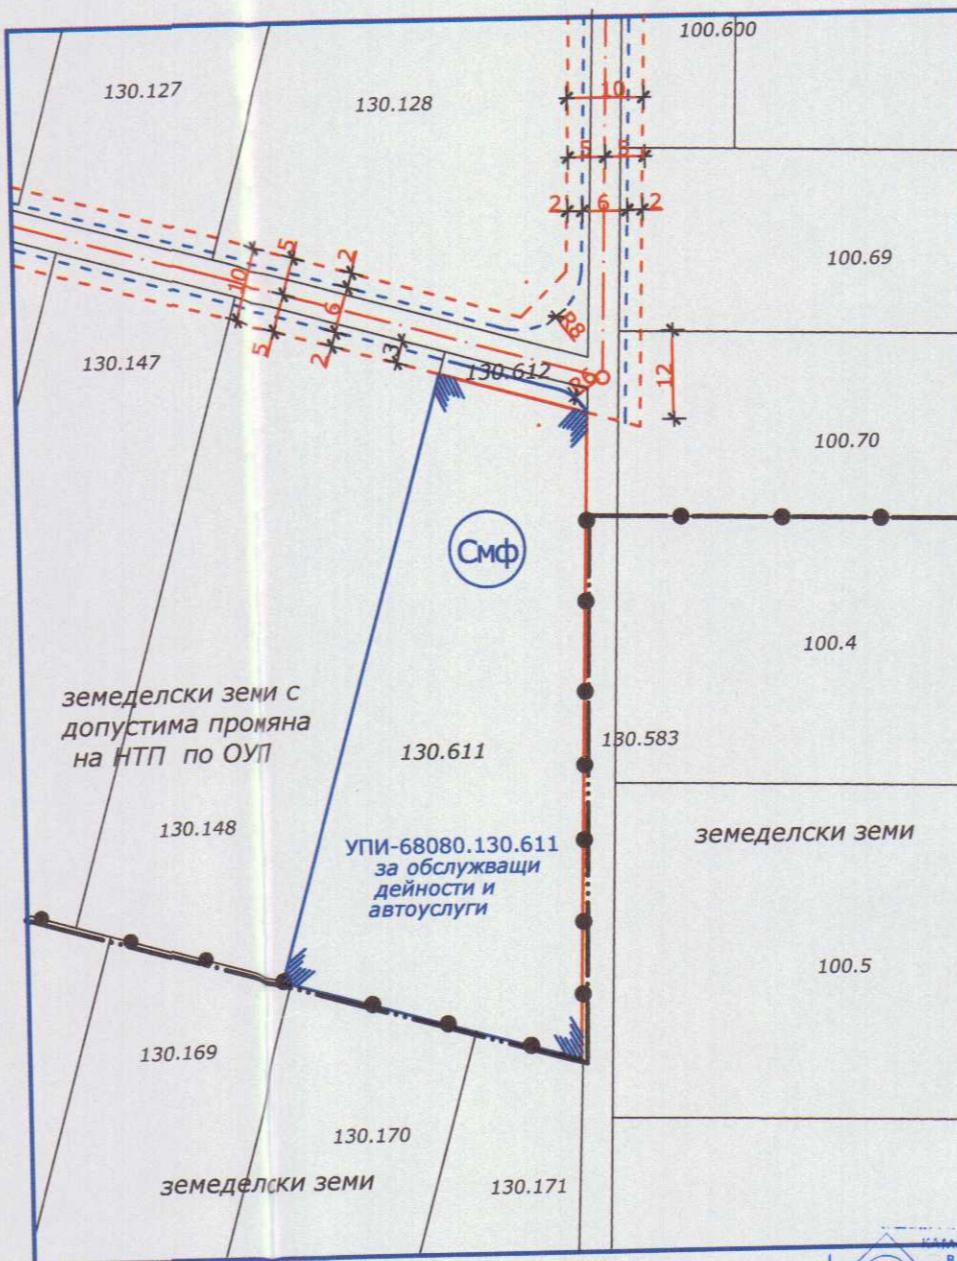 100.600
130.127
130.128
10
5 5
2 6 2
100.69
5
2
10
6
R8
5
2
3
130.147
130.612
R6
12
100.70
Смф
100.4
земеделски земи с
допустима промяна
на НТП по ОУП
130.611
130.583
130.148
земеделски земи
УПИ-68080.130.611
за обслужващи
дейности и
автоуслуги
100.5
130.169
130.170
земеделски земи
130.171